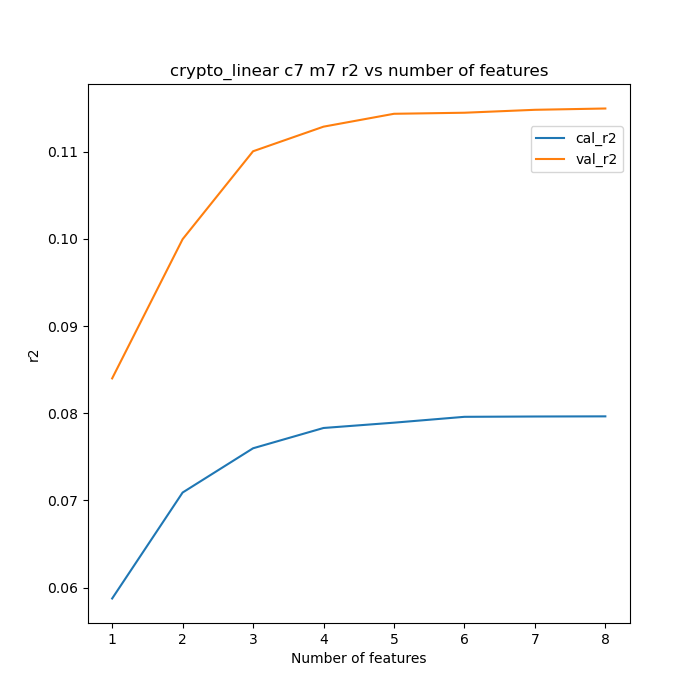 crypto_linear c7 m7 r2 vs number of features
cal_r2
val_r2
r2
0.11
0.10
0.09
0.08
0.07
0.06
1 2 3 4 5 6 7 8
Number of features